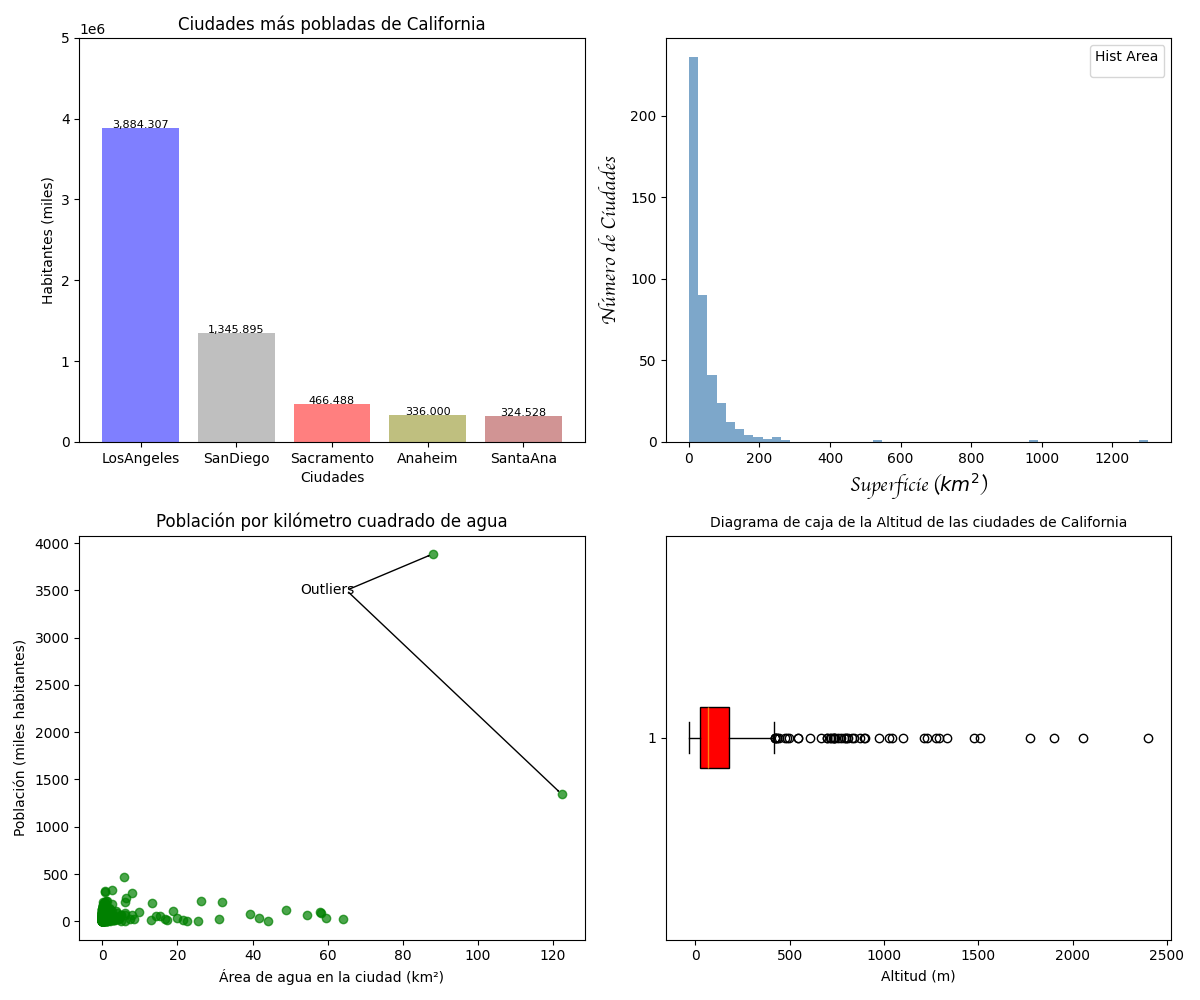 Ciudades más pobladas de California
1e6
5
4
3
2
1
0
Habitantes (miles)
3,884.307
1,345.895
466.488
336.000
324.528
LosAngeles SanDiego Sacramento Anaheim SantaAna
Ciudades
Hist Area
200
150
100
50
0
Número de Ciudades
0 200 400 600 800 1000 1200
Superficie (km²)
Población por kilómetro cuadrado de agua
4000
3500
3000
2500
2000
1500
1000
500
0
Población (miles habitantes)
Outliers
0 20 40 60 80 100 120
Área de agua en la ciudad (km²)
Diagrama de caja de la Altitud de las ciudades de California
1
0 500 1000 1500 2000 2500
Altitud (m)